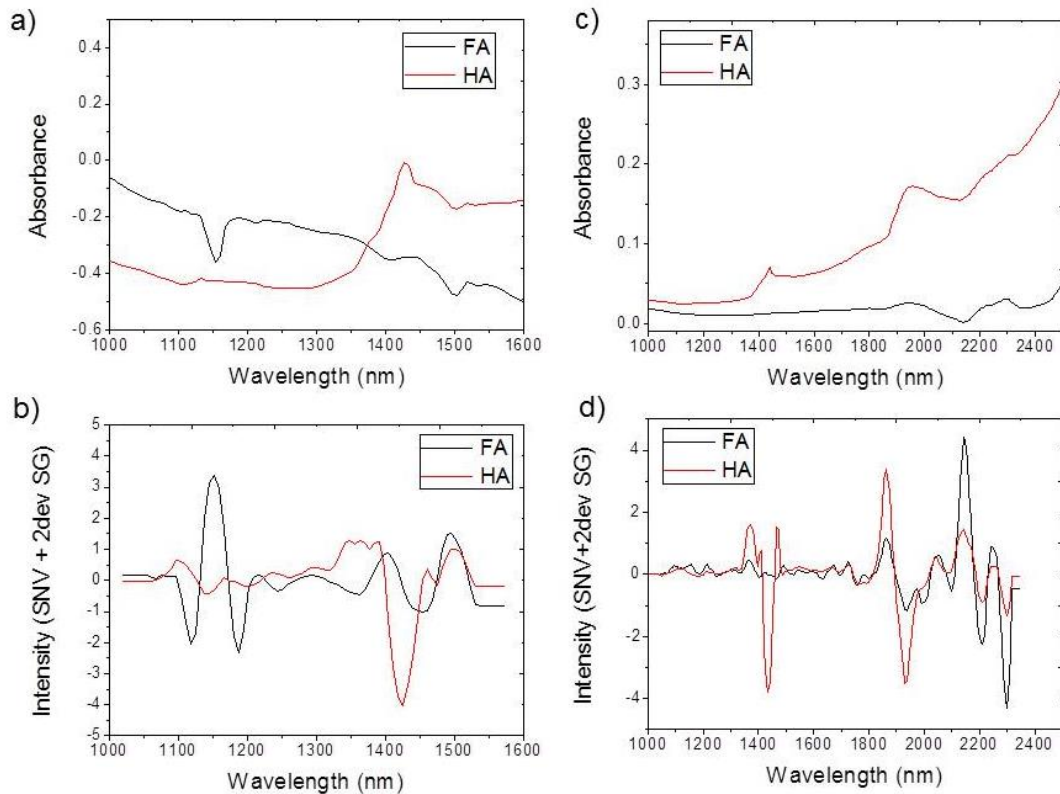 a)
0.4
0.2
0.0
-0.2
-0.4
-0.6
Absorbance
FA
HA
1000 1100 1200 1300 1400 1500 1600
Wavelength (nm)
c)
0.3
0.2
0.1
0.0
Absorbance
FA
HA
1000 1200 1400 1600 1800 2000 2200 2400
Wavelength (nm)
b)
5
4
3
2
1
0
-1
-2
-3
-4
-5
Intensity (SNV + 2dev SG)
FA
HA
1000 1100 1200 1300 1400 1500 1600
Wavelength (nm)
d)
4
2
0
-2
-4
Intensity (SNV+2dev SG)
FA
HA
1000 1200 1400 1600 1800 2000 2200 2400
Wavelength (nm)